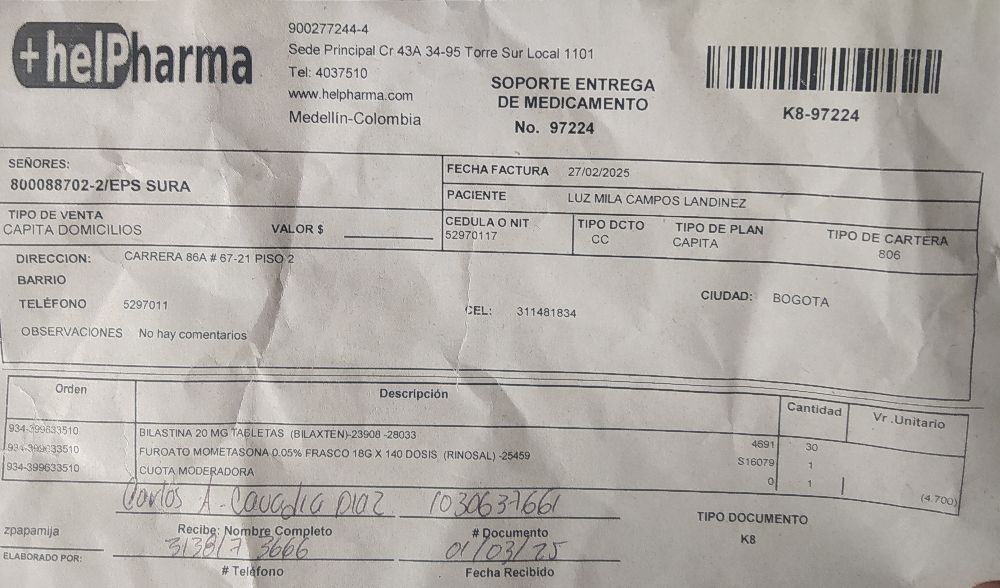 +helPharma
900277244-4
Sede Principal Cr 43A 34-95 Torre Sur Local 1101
Tel: 4037510
www.helpharma.com
Medellín-Colombia
SOPORTE ENTREGA
DE MEDICAMENTO
No. 97224
K8-97224
SEÑORES:
800088702-2/EPS SURA
FECHA FACTURA 27/02/2025
PACIENTE LUZ MILA CAMPOS LANDINEZ
TIPO DE VENTA
CAPITA DOMICILIOS VALOR $
CEDULA O NIT TIPO DCTO TIPO DE PLAN TIPO DE CARTERA
52970117 CC CAPITA 806
DIRECCION: CARRERA 86A # 67-21 PISO 2
BARRIO
TELÉFONO 5297011 CEL: 311481834 CIUDAD: BOGOTA
OBSERVACIONES No hay comentarios
Orden Descripción Cantidad Vr .Unitario
934-399633510 BILASTINA 20 MG TABLETAS (BILAXTEN)-23908 -28033 4691 30
934-399633510 FUROATO MOMETASONA 0.05% FRASCO 18G X 140 DOSIS (RINOSAL) -25459 S16079 1
934-399633510 CUOTA MODERADORA 0 1 (4.700)
Carlos A. Cavadia Diaz 1030637661
zpapamija Recibe: Nombre Completo # Documento TIPO DOCUMENTO
3666 01/03/25 K8
ELABORADO POR: # Teléfono Fecha Recibido